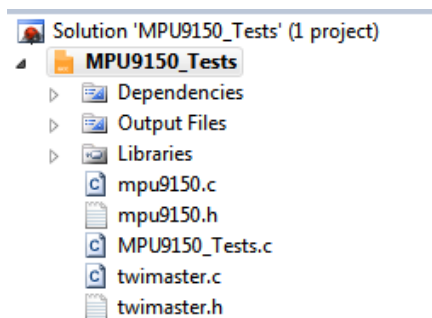 Solution 'MPU9150_Tests' (1 project)
MPU9150_Tests
Dependencies
Output Files
Libraries
mpu9150.c
mpu9150.h
MPU9150_Tests.c
twimaster.c
twimaster.h